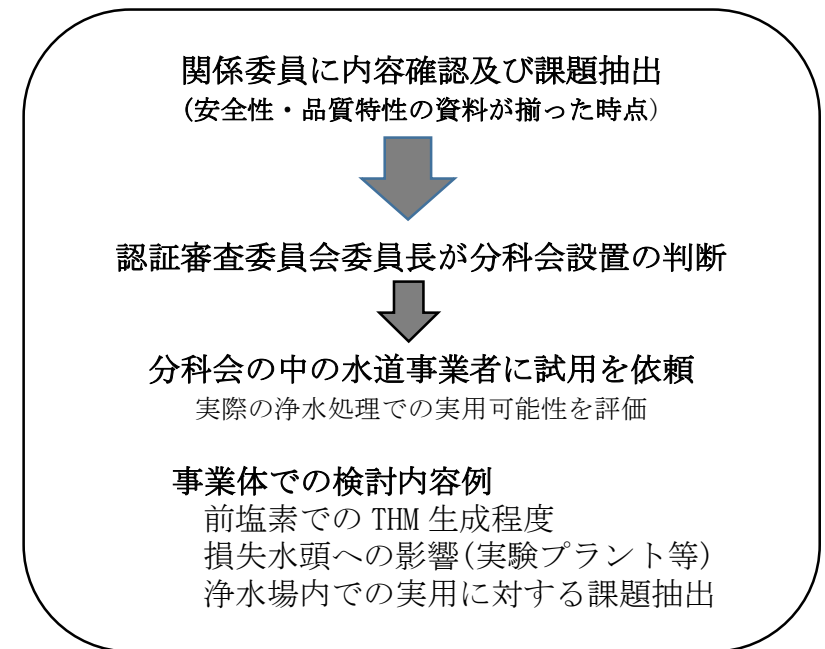 関係委員に内容確認及び課題抽出
(安全性・品質特性の資料が揃った時点)
認証審査委員会委員長が分科会設置の判断
分科会の中の水道事業者に試用を依頼
実際の浄水処理での実用可能性を評価
事業体での検討内容例
前塩素での THM 生成程度
損失水頭への影響(実験プラント等)
浄水場内での実用に対する課題抽出